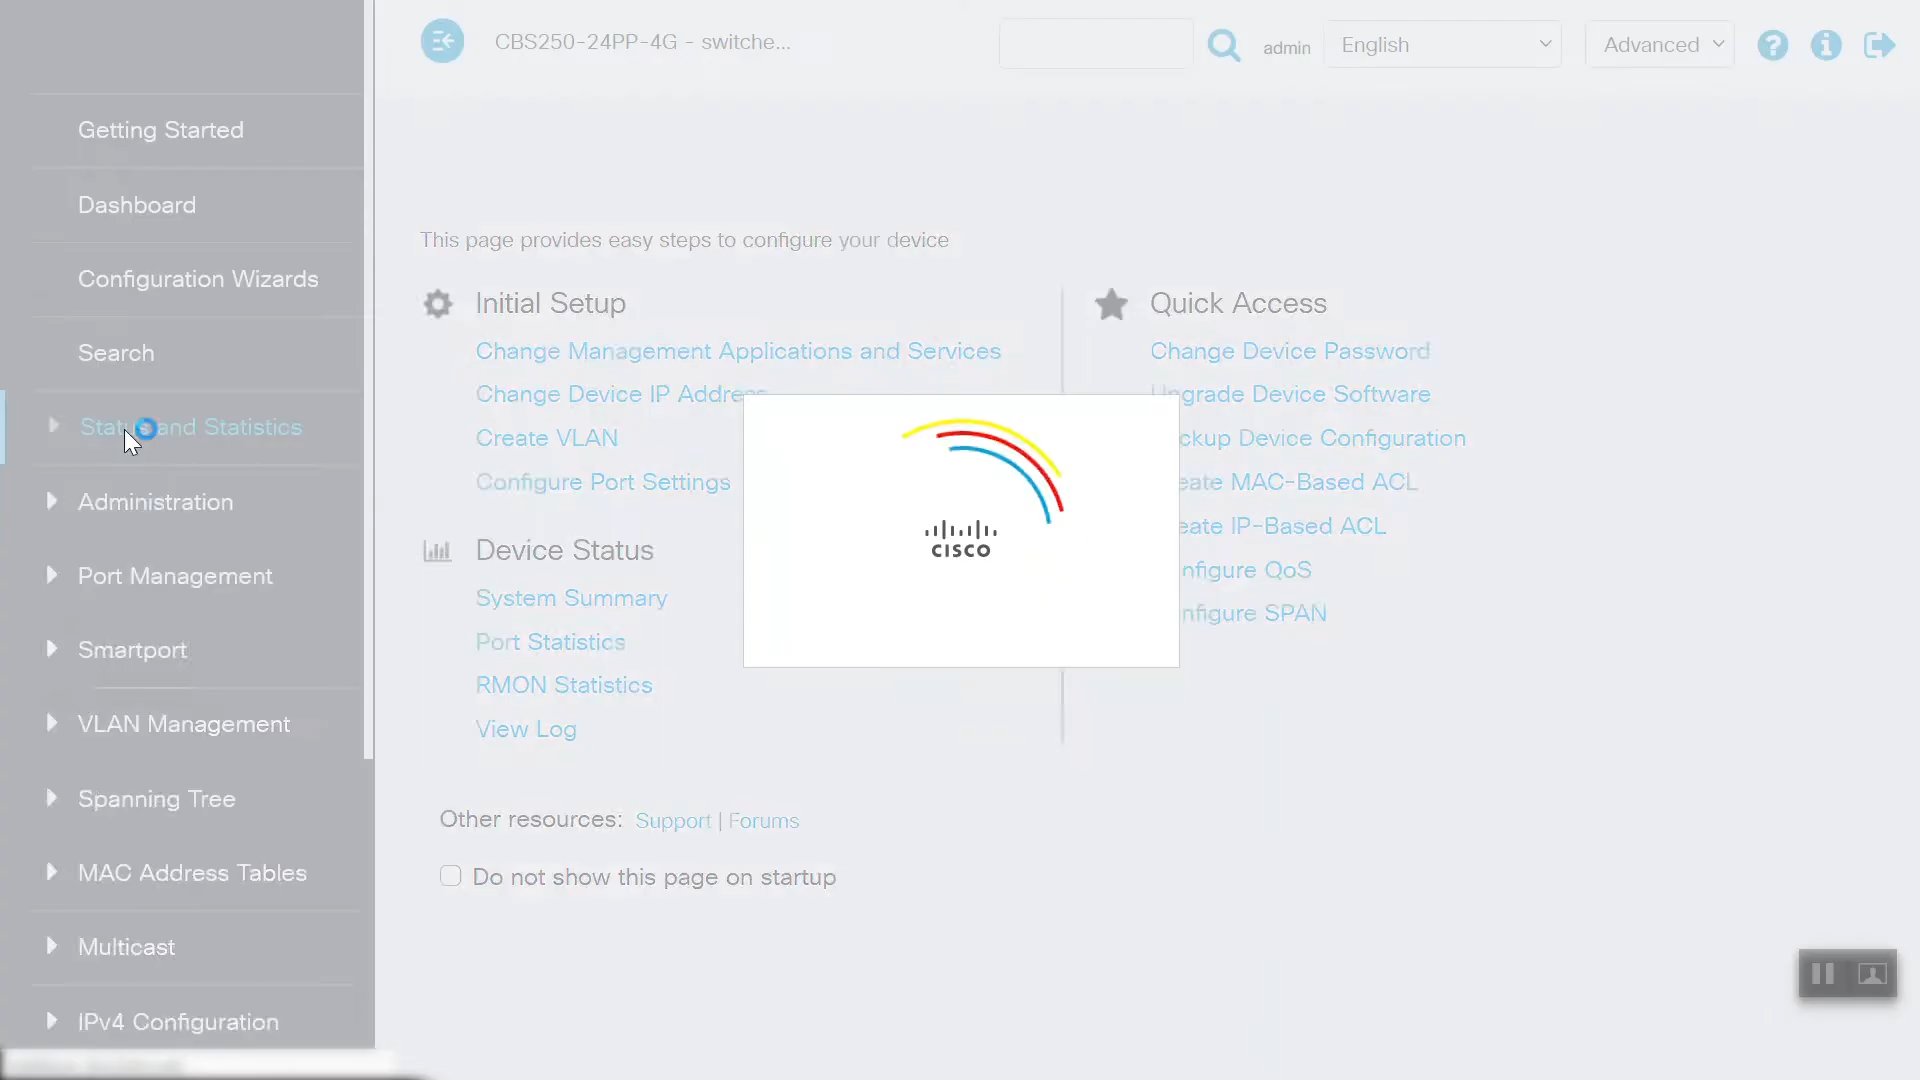 CBS250-24PP-4G - switche...
admin
English
Advanced
Getting Started
Dashboard
Configuration Wizards
Search
Status and Statistics
Administration
Port Management
Smartport
VLAN Management
Spanning Tree
MAC Address Tables
Multicast
IPv4 Configuration
This page provides easy steps to configure your device
Initial Setup
Change Management Applications and Services
Change Device IP Address
Create VLAN
Configure Port Settings
Device Status
System Summary
Port Statistics
RMON Statistics
View Log
Quick Access
Change Device Password
Upgrade Device Software
ckup Device Configuration
eate MAC-Based ACL
eate IP-Based ACL
nfigure QoS
nfigure SPAN
CISCO
Other resources: Support | Forums
Do not show this page on startup